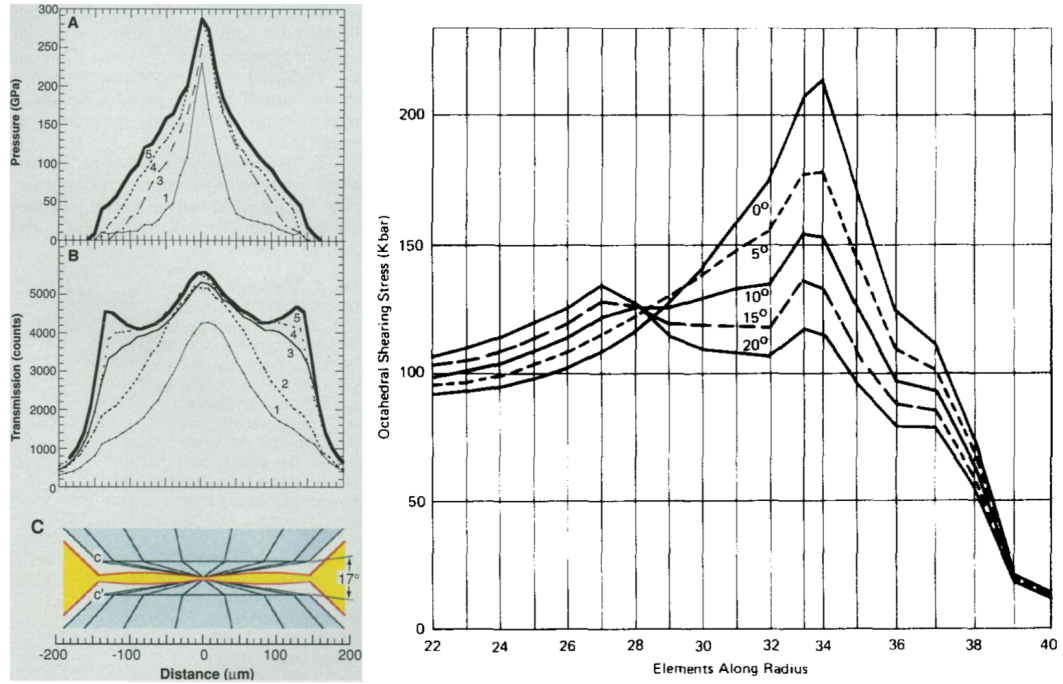 A
Pressure (GPa)
300
250
200
150
100
50
0
5
4
3
1
B
Transmission (counts)
5000
4000
3000
2000
1000
0
5
4
3
2
1
C
C
C'
17°
-200 -100 0 100 200
Distance (μm)
Octahedral Shearing Stress (Kbar)
200
150
100
50
0
0°
5°
10°
15°
20°
22 24 26 28 30 32 34 36 38 40
Elements Along Radius